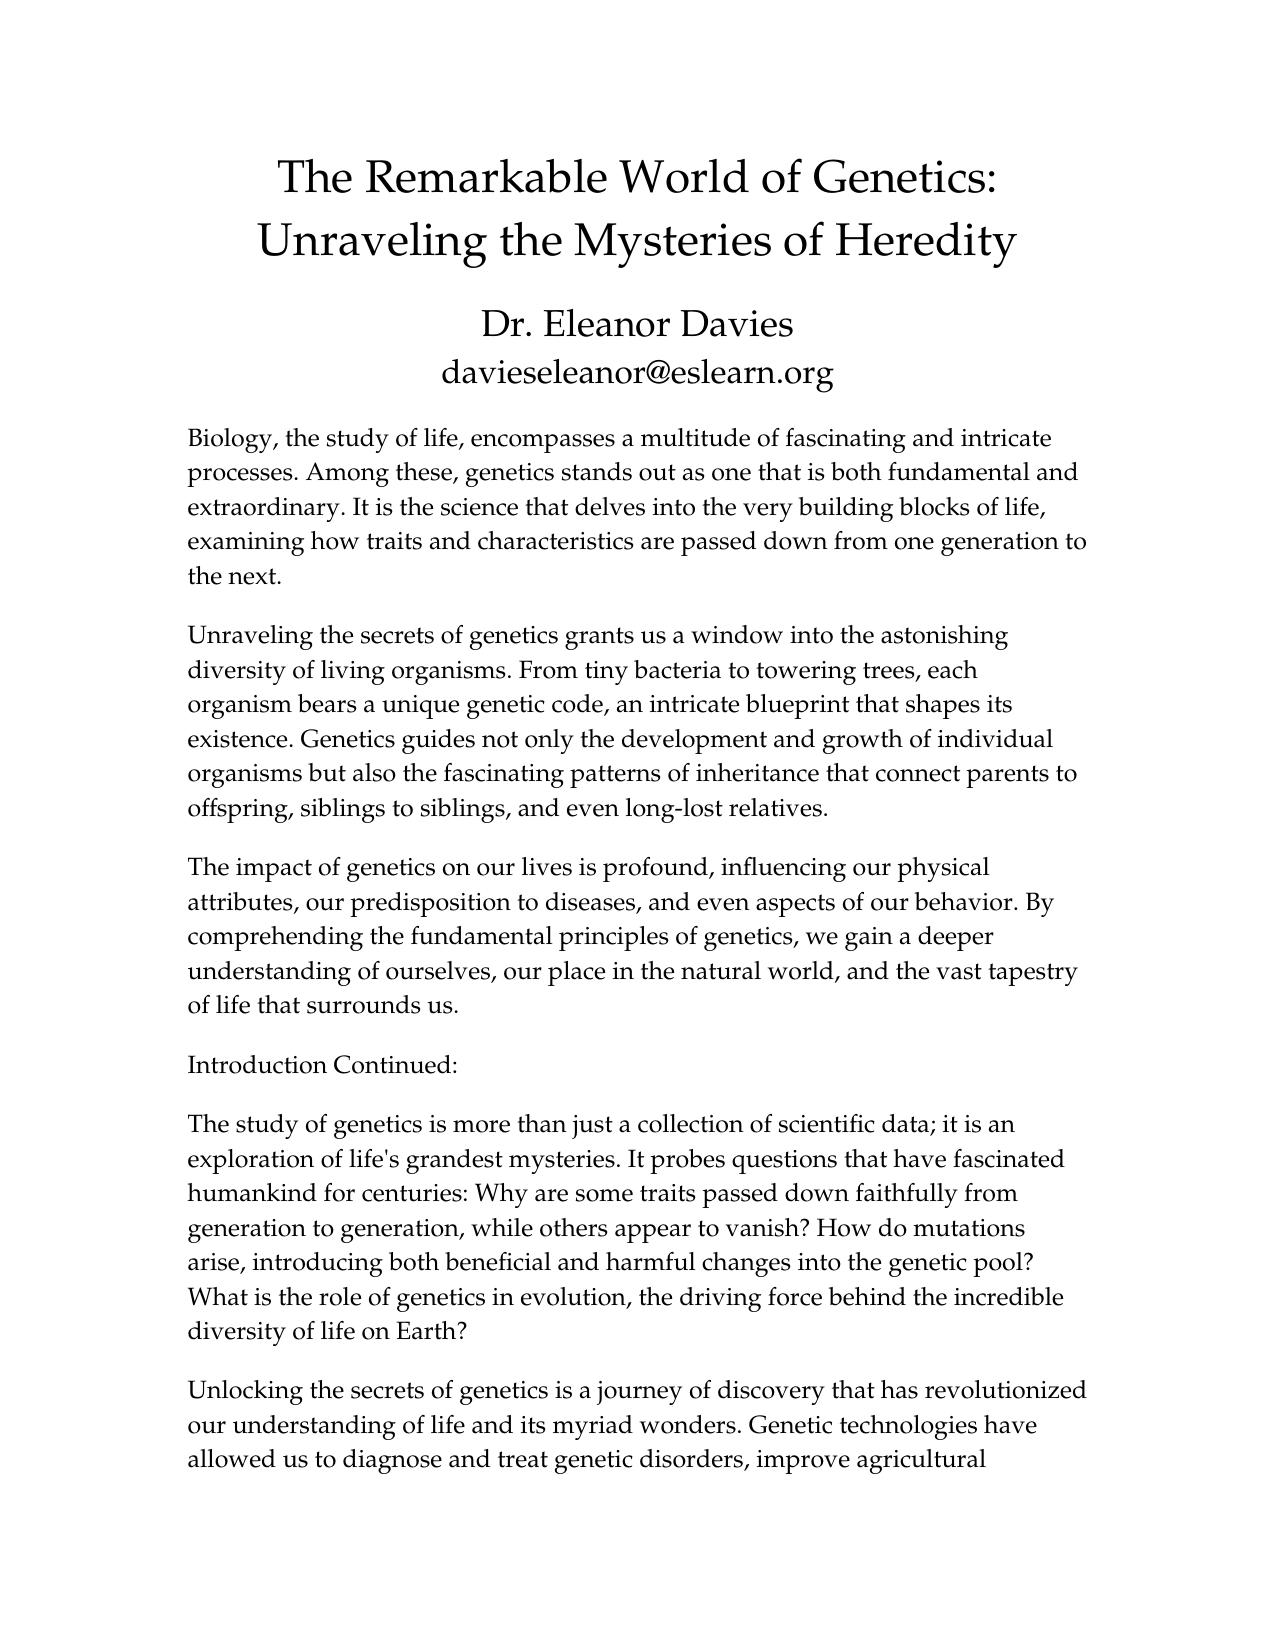 The Remarkable World of Genetics:
Unraveling the Mysteries of Heredity
Dr. Eleanor Davies
davieseleanor@eslearn.org
Biology, the study of life, encompasses a multitude of fascinating and intricate
processes. Among these, genetics stands out as one that is both fundamental and
extraordinary. It is the science that delves into the very building blocks of life,
examining how traits and characteristics are passed down from one generation to
the next.
Unraveling the secrets of genetics grants us a window into the astonishing
diversity of living organisms. From tiny bacteria to towering trees, each
organism bears a unique genetic code, an intricate blueprint that shapes its
existence. Genetics guides not only the development and growth of individual
organisms but also the fascinating patterns of inheritance that connect parents to
offspring, siblings to siblings, and even long-lost relatives.
The impact of genetics on our lives is profound, influencing our physical
attributes, our predisposition to diseases, and even aspects of our behavior. By
comprehending the fundamental principles of genetics, we gain a deeper
understanding of ourselves, our place in the natural world, and the vast tapestry
of life that surrounds us.
Introduction Continued:
The study of genetics is more than just a collection of scientific data; it is an
exploration of life's grandest mysteries. It probes questions that have fascinated
humankind for centuries: Why are some traits passed down faithfully from
generation to generation, while others appear to vanish? How do mutations
arise, introducing both beneficial and harmful changes into the genetic pool?
What is the role of genetics in evolution, the driving force behind the incredible
diversity of life on Earth?
Unlocking the secrets of genetics is a journey of discovery that has revolutionized
our understanding of life and its myriad wonders. Genetic technologies have
allowed us to diagnose and treat genetic disorders, improve agricultural